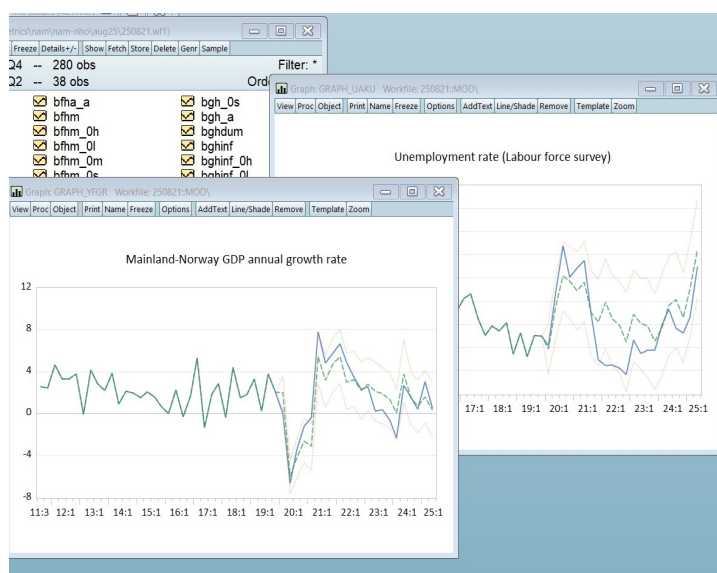 etrics\nam\nam-nho\aug25\250821.wf1)
Freeze Details+/- Show Fetch Store Delete Genr Sample
Q4 -- 280 obs Filter: *
Q2 -- 38 obs Ord
bfha_a bgh_0s
bfhm bgh_a
bfhm_0h bghdum
bfhm_0l bghinf
bfhm_0m bghinf_0h
bfhm_0s bghinf_0l
Graph: GRAPH_UAKU Workfile: 250821::MOD\
View Proc Object Print Name Freeze Options AddText Line/Shade Remove Template Zoom
Unemployment rate (Labour force survey)
17:1 18:1 19:1 20:1 21:1 22:1 23:1 24:1 25:1
Graph: GRAPH_YFGR Workfile: 250821::MOD\
View Proc Object Print Name Freeze Options AddText Line/Shade Remove Template Zoom
Mainland-Norway GDP annual growth rate
12
8
4
0
-4
-8
11:3 12:1 13:1 14:1 15:1 16:1 17:1 18:1 19:1 20:1 21:1 22:1 23:1 24:1 25:1